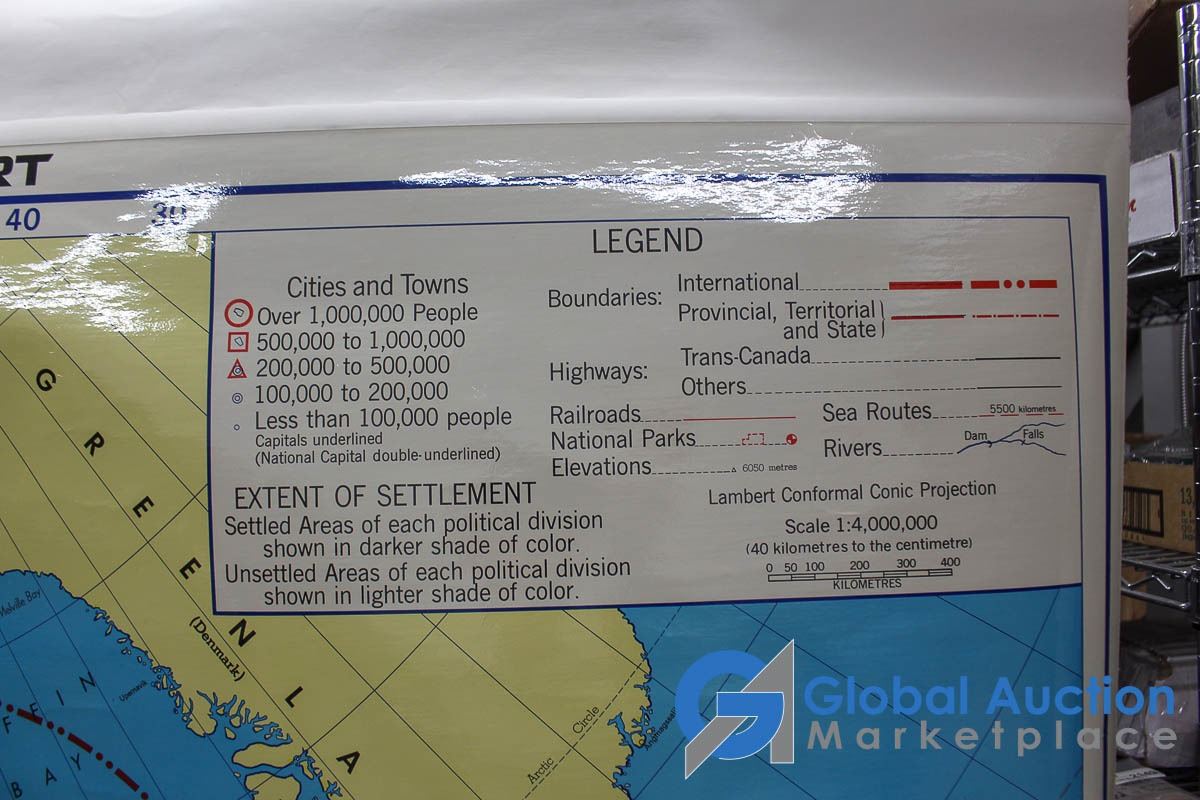 RT
40 30
LEGEND
Cities and Towns
Over 1,000,000 People
500,000 to 1,000,000
200,000 to 500,000
100,000 to 200,000
Less than 100,000 people
Capitals underlined
(National Capital double-underlined)
EXTENT OF SETTLEMENT
Settled Areas of each political division
shown in darker shade of color.
Unsettled Areas of each political division
shown in lighter shade of color.
Boundaries: International
Provincial, Territorial
and State
Highways: Trans-Canada
Others
Railroads
National Parks
Elevations 6050 metres
Sea Routes 5500 kilometres
Rivers Dam Falls
Lambert Conformal Conic Projection
Scale 1:4,000,000
(40 kilometres to the centimetre)
0 50 100 200 300 400
KILOMETRES
GREENLA
(Denmark)
Melville Bay
Upernavik
FFIN
BAY
Arctic Circle
Global Auction
Marketplace